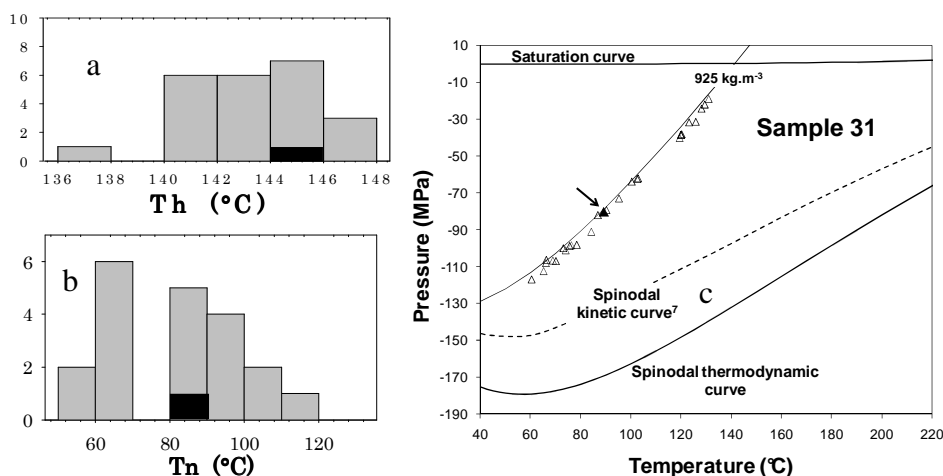 10
8
6
4
2
0
a
136 138 140 142 144 146 148
Th (°C)
6
4
2
0
b
60 80 100 120
Tn (°C)
10
-10
-30
-50
-70
-90
-110
-130
-150
-170
-190
Pressure (MPa)
Saturation curve
925 kg.m-3
Sample 31
Spinodal
kinetic curve7
c
Spinodal thermodynamic
curve
40 60 80 100 120 140 160 180 200 220
Temperature (°C)